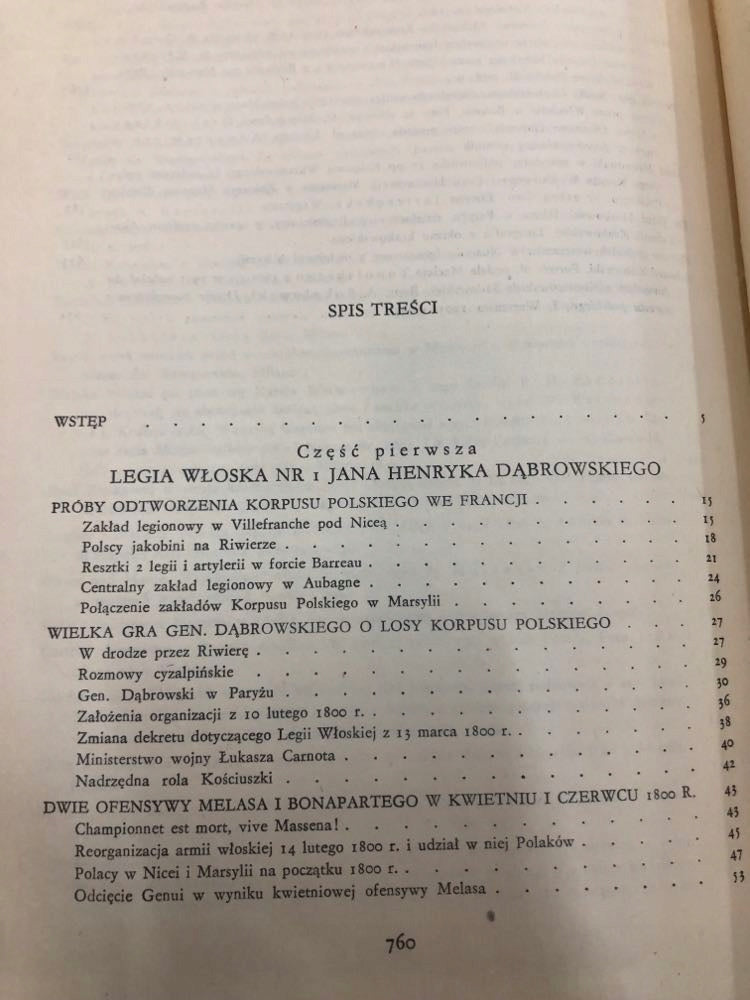 SPIS TREŚCI
WSTĘP . . . . . . . . . . . . . . . . . . . . 5
Część pierwsza
LEGIA WŁOSKA NR 1 JANA HENRYKA DĄBROWSKIEGO
PRÓBY ODTWORZENIA KORPUSU POLSKIEGO WE FRANCJI . . . . . . 15
Zakład legionowy w Villefranche pod Niceą . . . . . . . . . . . 15
Polscy jakobini na Riwierze . . . . . . . . . . . . . . . 18
Resztki 2 legii i artylerii w forcie Barreau . . . . . . . . . . . . 21
Centralny zakład legionowy w Aubagne . . . . . . . . . . . . 24
Połączenie zakładów Korpusu Polskiego w Marsylii . . . . . . . . . 26
WIELKA GRA GEN. DĄBROWSKIEGO O LOSY KORPUSU POLSKIEGO . . . 27
W drodze przez Riwierę . . . . . . . . . . . . . . . . 27
Rozmowy cyzalpińskie . . . . . . . . . . . . . . . . 29
Gen. Dąbrowski w Paryżu . . . . . . . . . . . . . . . 30
Założenia organizacji z 10 lutego 1800 r. . . . . . . . . . . . . 36
Zmiana dekretu dotyczącego Legii Włoskiej z 13 marca 1800 r. . . . . . . 38
Ministerstwo wojny Łukasza Carnota . . . . . . . . . . . . . 40
Nadrzędna rola Kościuszki . . . . . . . . . . . . . . . 42
DWIE OFENSYWY MELASA I BONAPARTEGO W KWIETNIU I CZERWCU 1800 R. 43
Championnet est mort, vive Massena! . . . . . . . . . . . . . 43
Reorganizacja armii włoskiej 14 lutego 1800 r. i udział w niej Polaków . . . . 45
Polacy w Nicei i Marsylii na początku 1800 r. . . . . . . . . . . . 47
Odcięcie Genui w wyniku kwietniowej ofensywy Melasa . . . . . . . . 53
760